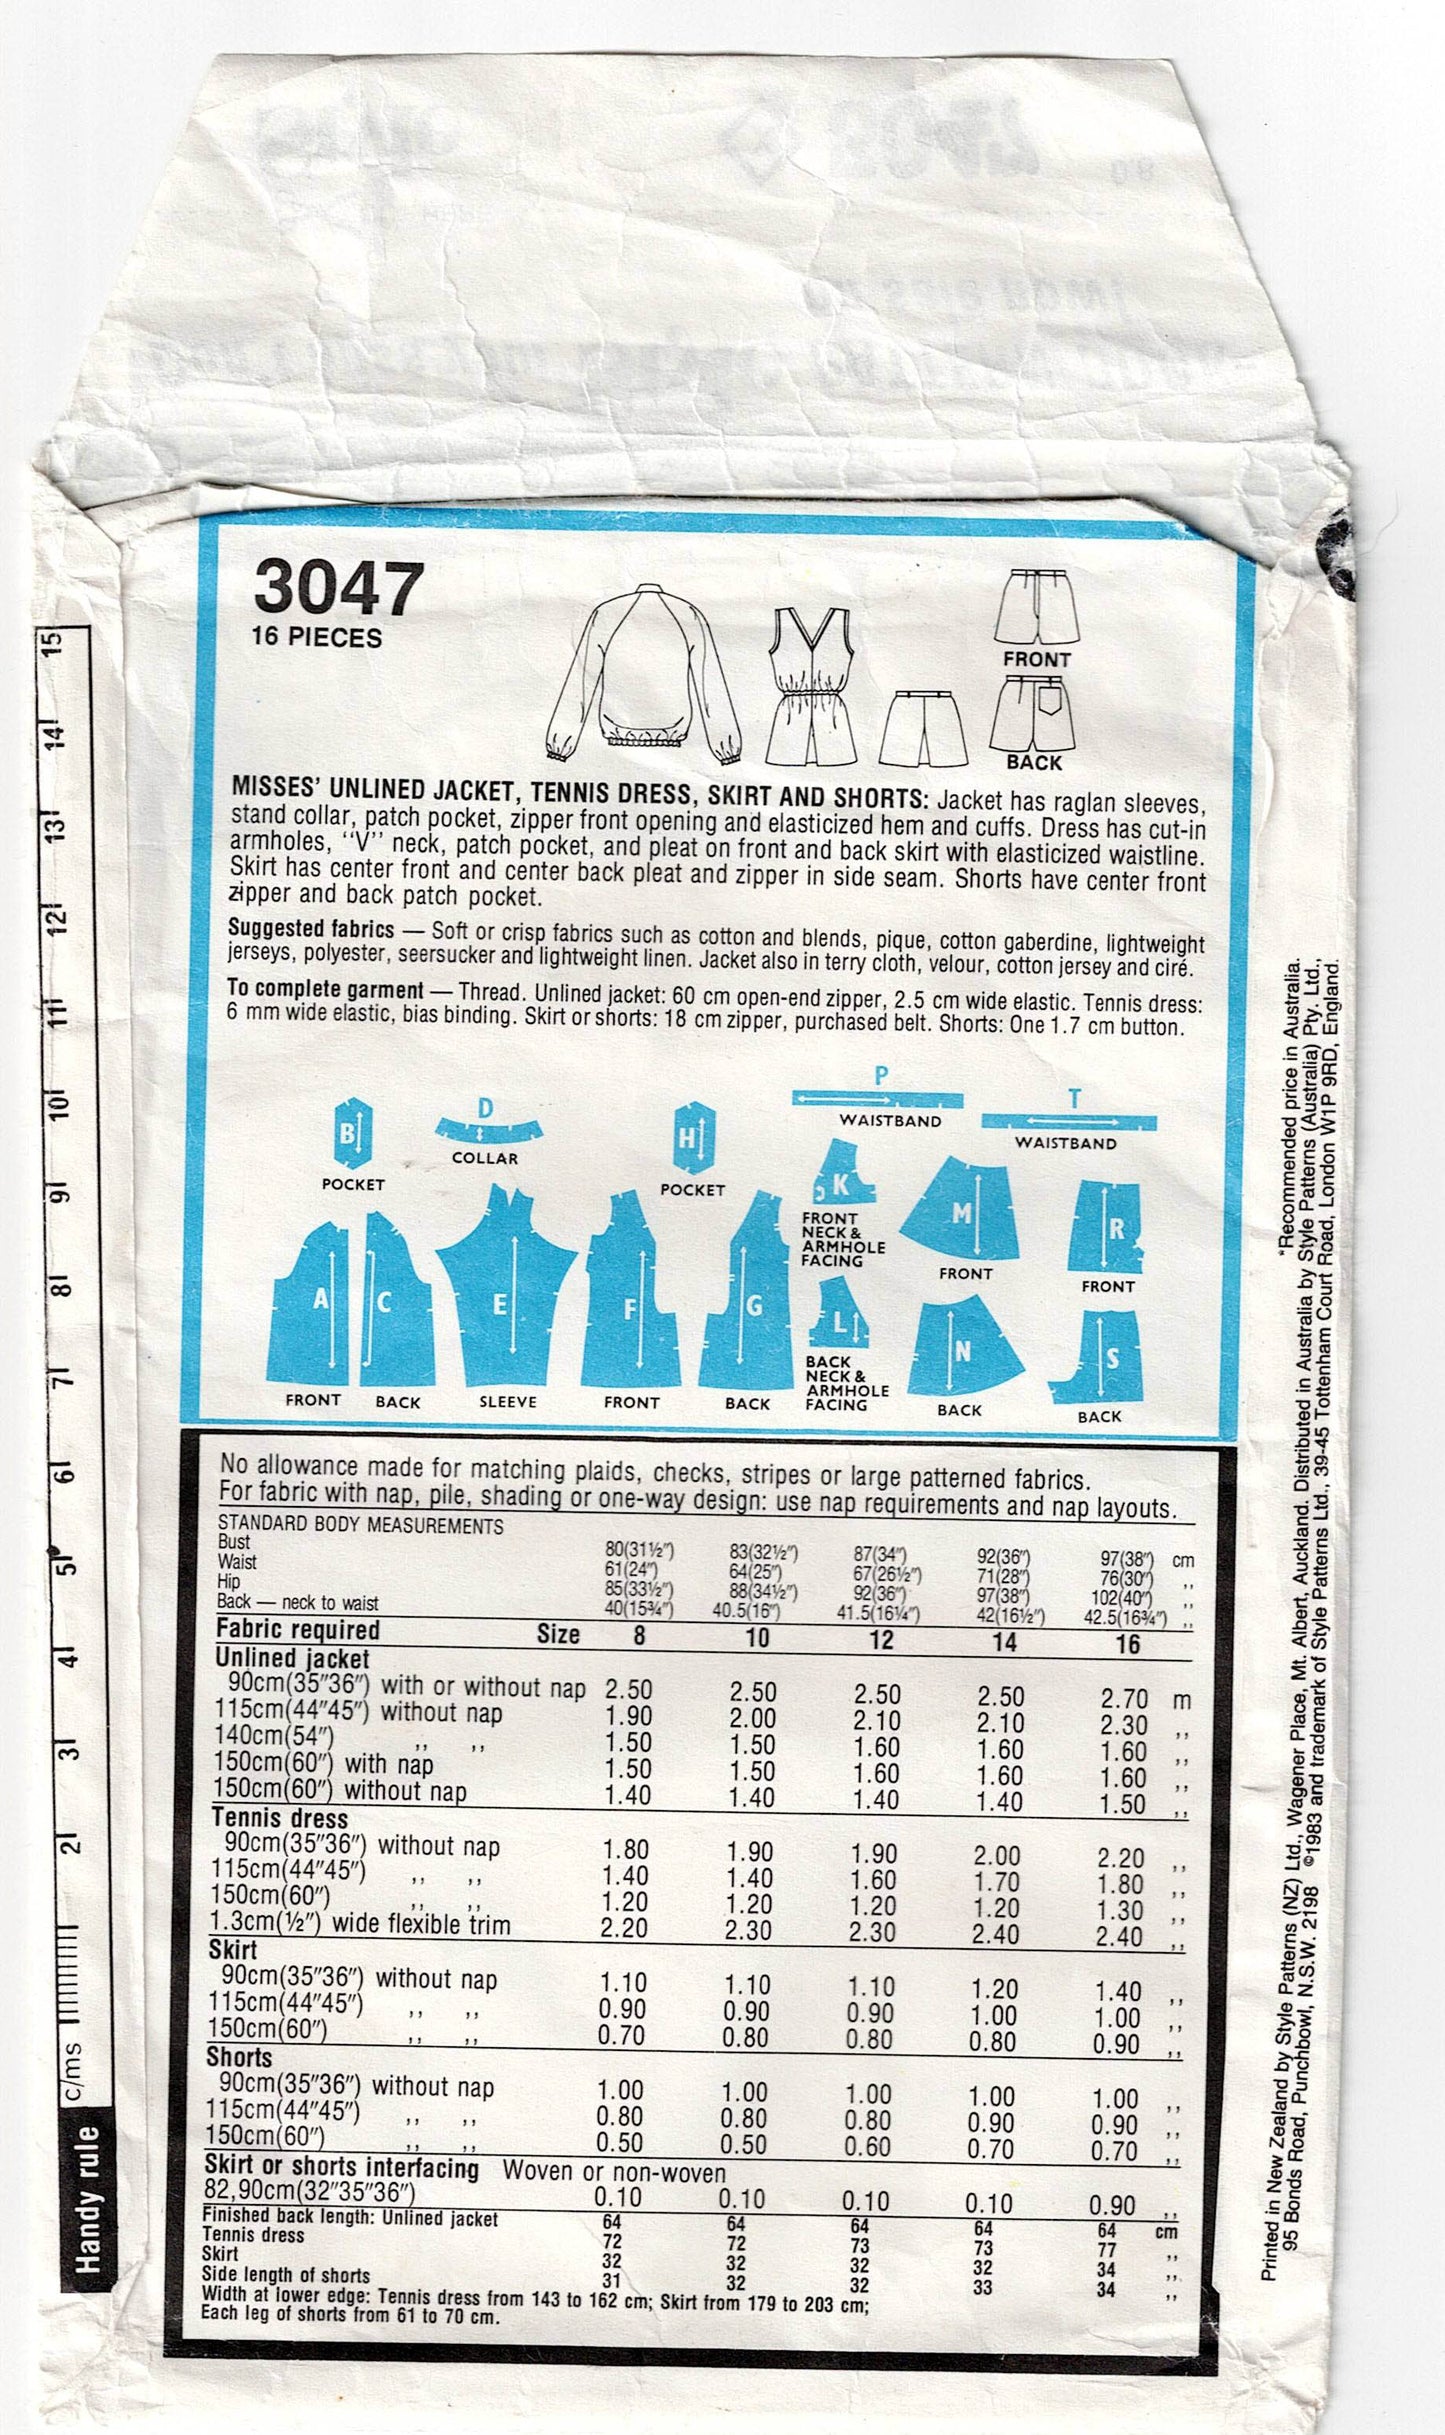 3047
16 PIECES
FRONT
BACK
MISSES' UNLINED JACKET, TENNIS DRESS, SKIRT AND SHORTS: Jacket has raglan sleeves,
stand collar, patch pocket, zipper front opening and elasticized hem and cuffs. Dress has cut-in
armholes, "V" neck, patch pocket, and pleat on front and back skirt with elasticized waistline.
Skirt has center front and center back pleat and zipper in side seam. Shorts have center front
zipper and back patch pocket.
Suggested fabrics — Soft or crisp fabrics such as cotton and blends, pique, cotton gaberdine, lightweight
jerseys, polyester, seersucker and lightweight linen. Jacket also in terry cloth, velour, cotton jersey and ciré.
To complete garment — Thread. Unlined jacket: 60 cm open-end zipper, 2.5 cm wide elastic. Tennis dress:
6 mm wide elastic, bias binding. Skirt or shorts: 18 cm zipper, purchased belt. Shorts: One 1.7 cm button.
B
POCKET
D
COLLAR
H
POCKET
P
WAISTBAND
T
WAISTBAND
K
FRONT
NECK &
ARMHOLE
FACING
M
FRONT
R
FRONT
A
FRONT
C
BACK
E
SLEEVE
F
FRONT
G
BACK
L
BACK
NECK &
ARMHOLE
FACING
N
BACK
S
BACK
No allowance made for matching plaids, checks, stripes or large patterned fabrics.
For fabric with nap, pile, shading or one-way design: use nap requirements and nap layouts.
STANDARD BODY MEASUREMENTS
Bust 80(31½") 83(32½") 87(34") 92(36") 97(38") cm
Waist 61(24") 64(25") 67(26½") 71(28") 76(30") ,,
Hip 85(33½") 88(34½") 92(36") 97(38") 102(40") ,,
Back — neck to waist 40(15¾") 40.5(16") 41.5(16¼") 42(16½") 42.5(16¾") ,,
Fabric required Size 8 10 12 14 16
Unlined jacket
90cm(35"36") with or without nap 2.50 2.50 2.50 2.50 2.70 m
115cm(44"45") without nap 1.90 2.00 2.10 2.10 2.30 ,,
140cm(54") ,, ,, 1.50 1.50 1.60 1.60 1.60 ,,
150cm(60") with nap 1.50 1.50 1.60 1.60 1.60 ,,
150cm(60") without nap 1.40 1.40 1.40 1.40 1.50 ,,
Tennis dress
90cm(35"36") without nap 1.80 1.90 1.90 2.00 2.20 ,,
115cm(44"45") ,, ,, 1.40 1.40 1.60 1.70 1.80 ,,
150cm(60") ,, ,, 1.20 1.20 1.20 1.20 1.30 ,,
1.3cm(½") wide flexible trim 2.20 2.30 2.30 2.40 2.40 ,,
Skirt
90cm(35"36") without nap 1.10 1.10 1.10 1.20 1.40 ,,
115cm(44"45") ,, ,, 0.90 0.90 0.90 1.00 1.00 ,,
150cm(60") ,, ,, 0.70 0.80 0.80 0.80 0.90 ,,
Shorts
90cm(35"36") without nap 1.00 1.00 1.00 1.00 1.00 ,,
115cm(44"45") ,, ,, 0.80 0.80 0.80 0.90 0.90 ,,
150cm(60") ,, ,, 0.50 0.50 0.60 0.70 0.70 ,,
Skirt or shorts interfacing Woven or non-woven
82,90cm(32"35"36") 0.10 0.10 0.10 0.10 0.90 ,,
Finished back length: Unlined jacket 64 64 64 64 64 cm
Tennis dress 72 72 73 73 77 ,,
Skirt 32 32 32 32 34 ,,
Side length of shorts 31 32 32 33 34 ,,
Width at lower edge: Tennis dress from 143 to 162 cm; Skirt from 179 to 203 cm;
Each leg of shorts from 61 to 70 cm.
Handy rule c/ms 2 3 4 5 6 7 8 9 10 11 12 13 14 15
*Recommended price in Australia.
Printed in New Zealand by Style Patterns (NZ) Ltd., Wagener Place, Mt. Albert, Auckland. Distributed in Australia by Style Patterns (Australia) Pty. Ltd.,
95 Bonds Road, Punchbowl, N.S.W. 2198 ©1983 and trademark of Style Patterns Ltd., 39-45 Tottenham Court Road, London W1P 9RD, England.